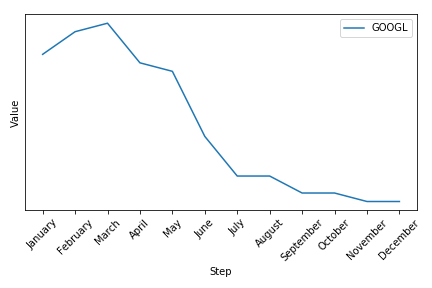 GOOGL
Value
January
February
March
April
May
June
July
August
September
October
November
December
Step